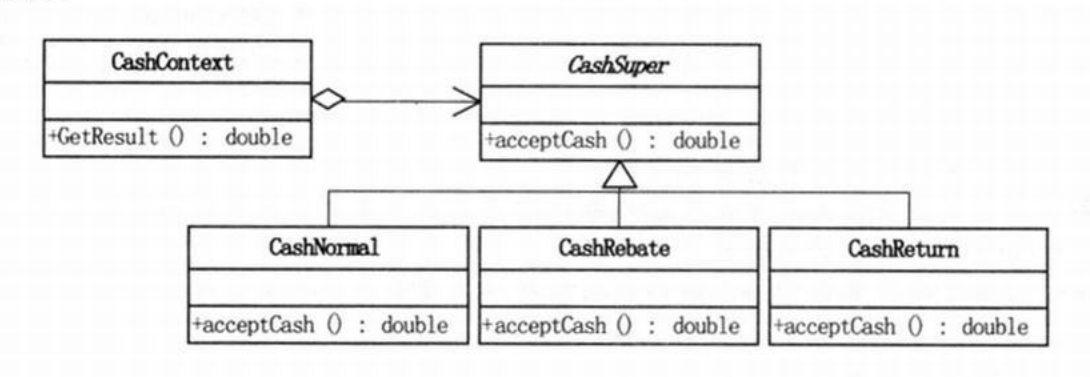 CashContext
+GetResult () : double
CashSuper
+acceptCash () : double
CashNormal
+acceptCash () : double
CashRebate
+acceptCash () : double
CashReturn
+acceptCash () : double